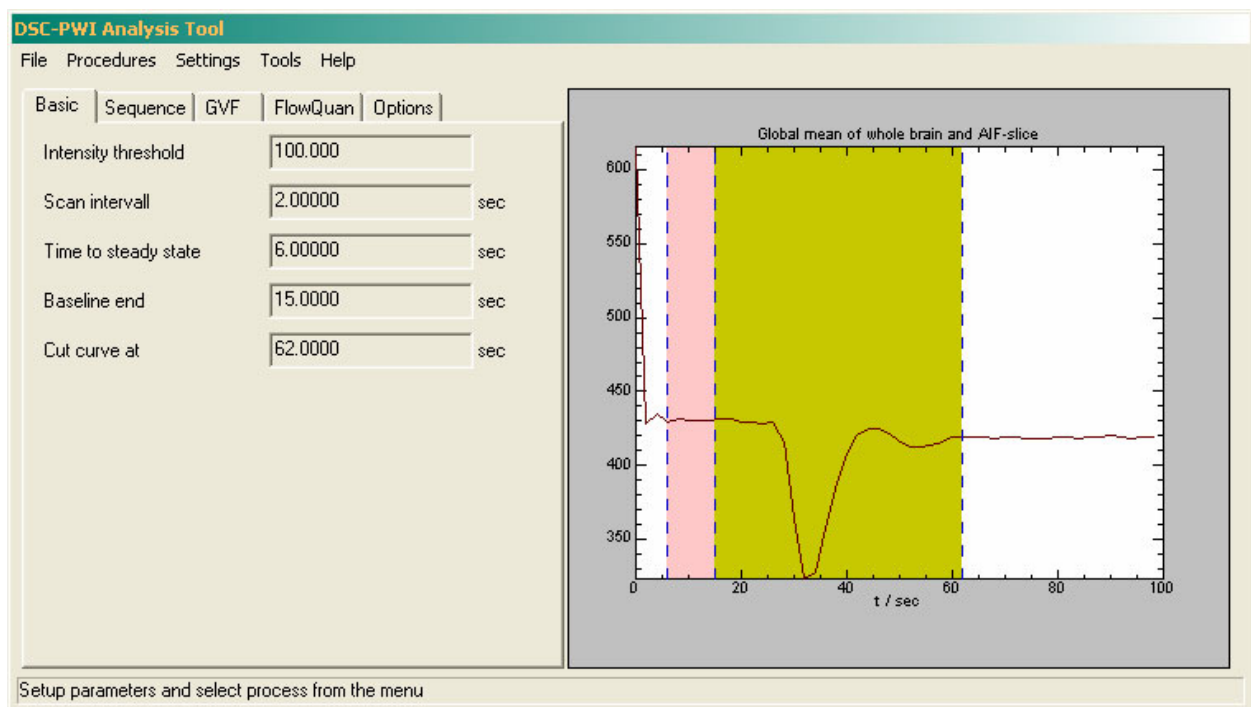 DSC-PWI Analysis Tool
File Procedures Settings Tools Help
Basic Sequence GVF FlowQuan Options
Intensity threshold 100.000
Scan intervall 2.00000 sec
Time to steady state 6.00000 sec
Baseline end 15.0000 sec
Cut curve at 62.0000 sec
Global mean of whole brain and AIF-slice
600
550
500
450
400
350
0 20 40 60 80 100
t / sec
Setup parameters and select process from the menu